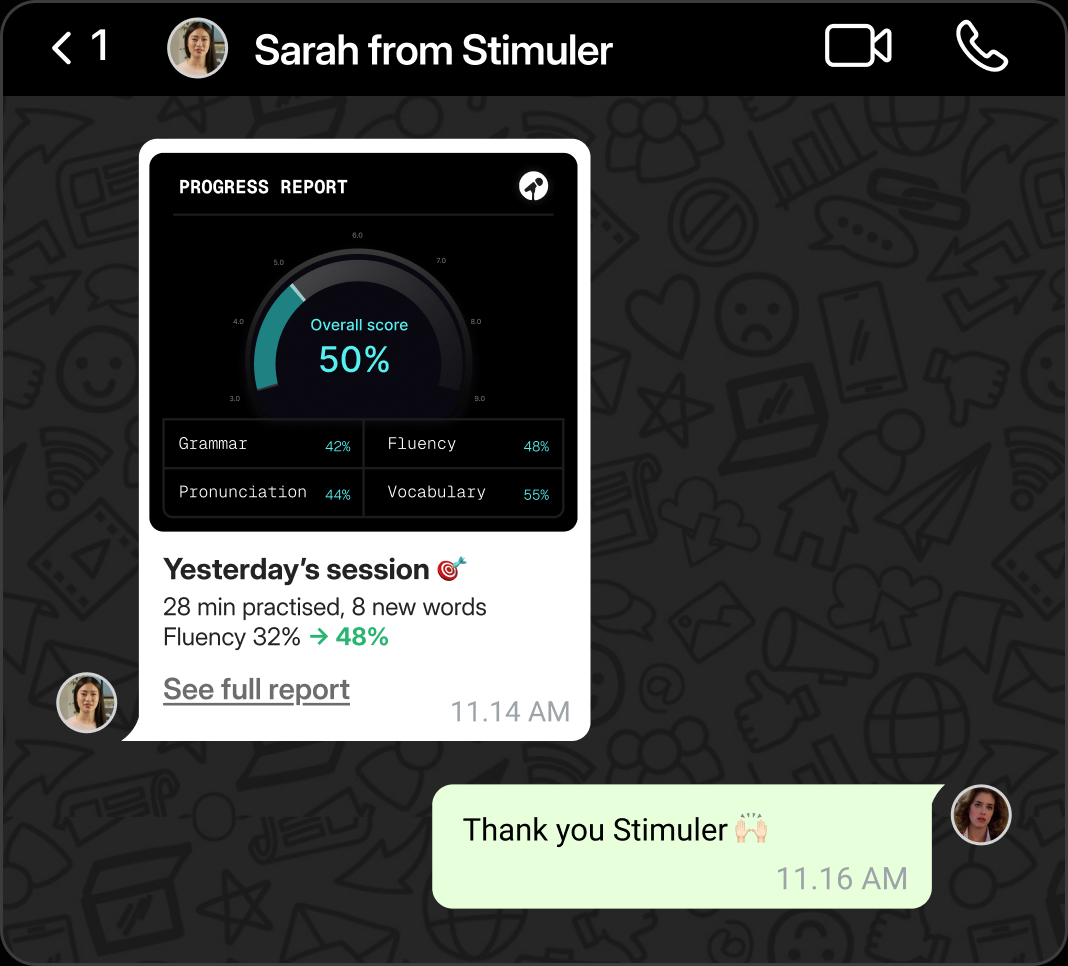 1 Sarah from Stimuler
PROGRESS REPORT
6.0
5.0 7.0
4.0 8.0
Overall score
50%
3.0 9.0
Grammar 42% Fluency 48%
Pronunciation 44% Vocabulary 55%
Yesterday’s session 🎯
28 min practised, 8 new words
Fluency 32% → 48%
See full report
11.14 AM
Thank you Stimuler 🙌🏻
11.16 AM